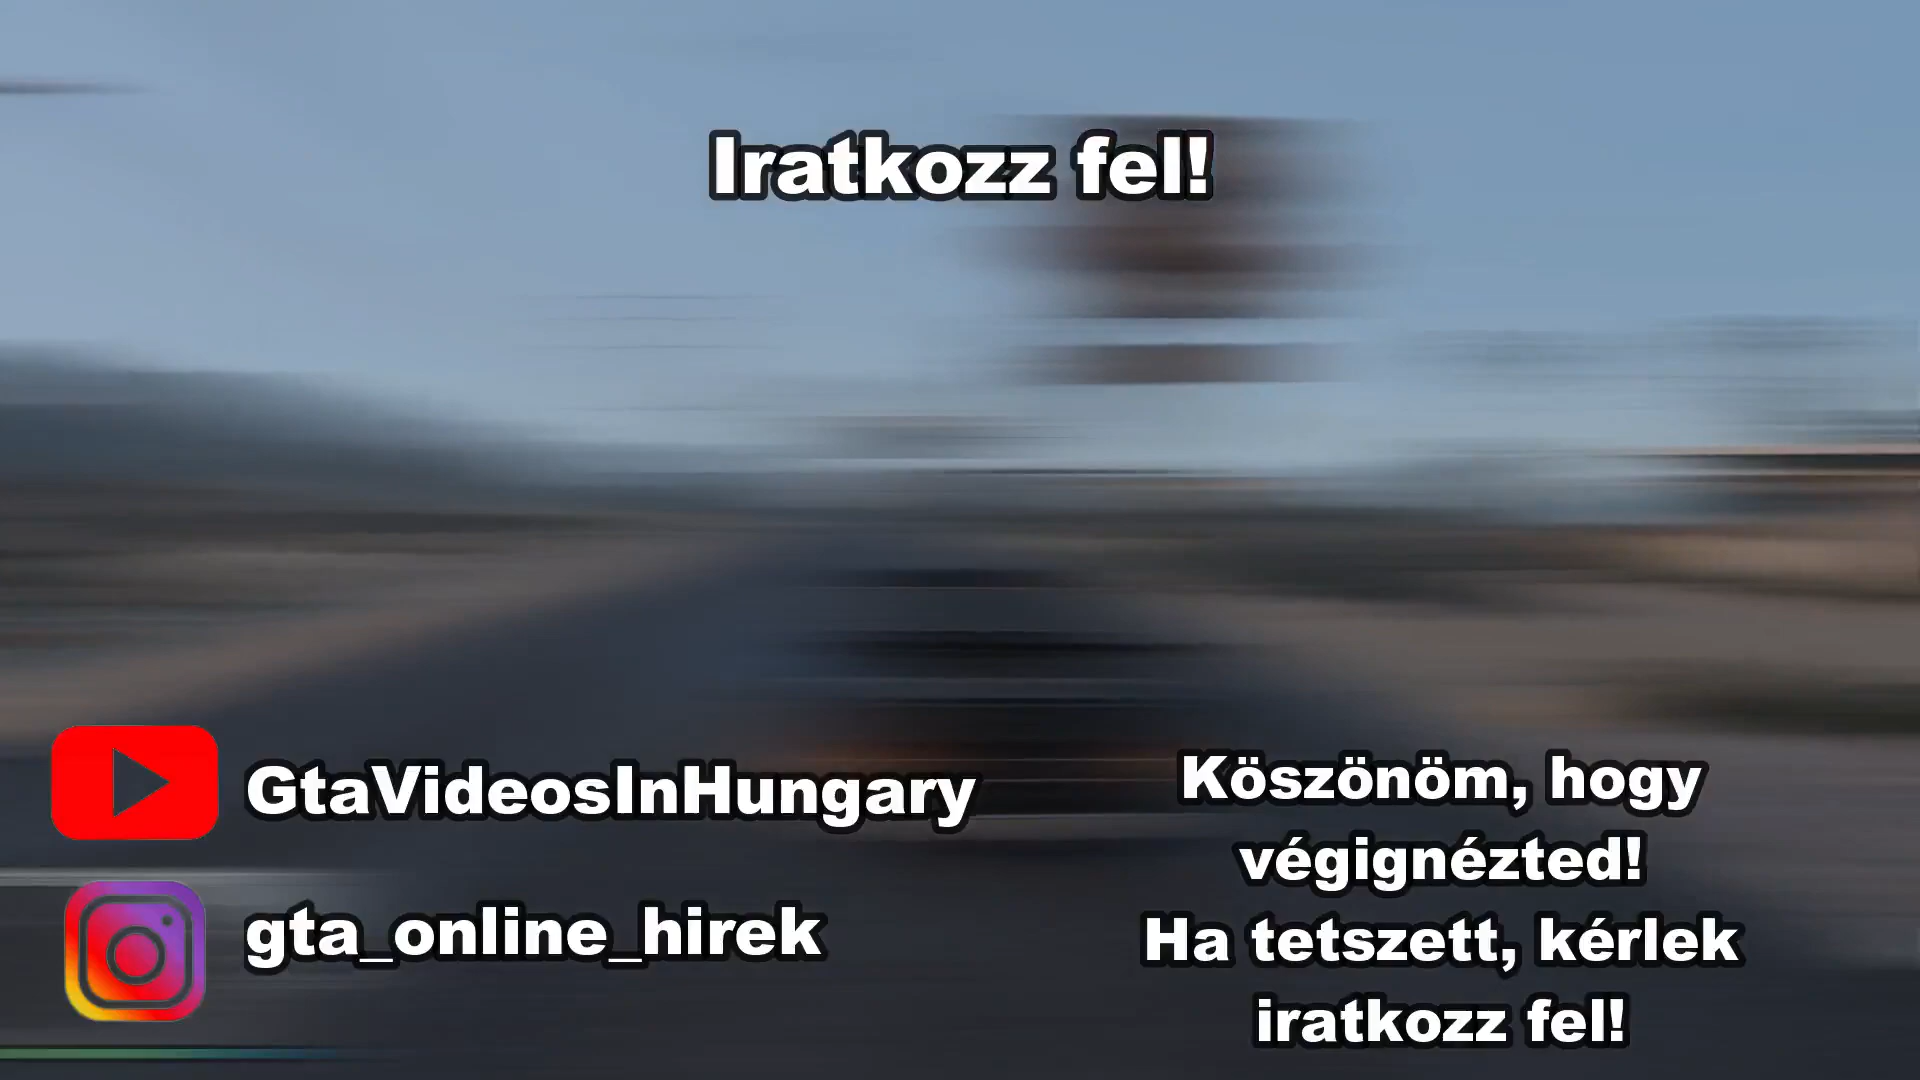 Iratkozz fel!
GtaVideosInHungary
gta_online_hirek
Köszönöm, hogy
végignézted!
Ha tetszett, kérlek
iratkozz fel!